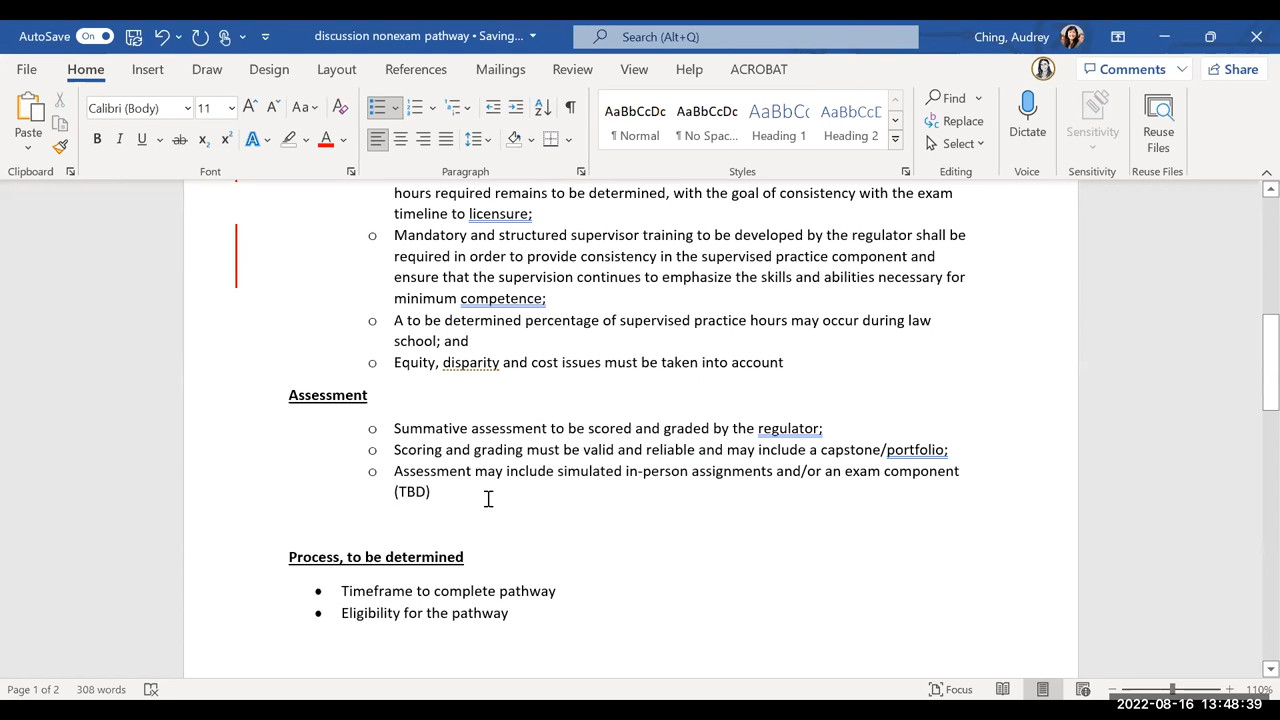 AutoSave On discussion nonexam pathway • Saving... Search (Alt+Q) Ching, Audrey
File Home Insert Draw Design Layout References Mailings Review View Help ACROBAT Comments Share
Paste Calibri (Body) 11 AaBbCcDc AaBbCcDc AaBbCc AaBbCcD Find Replace Select Dictate Sensitivity Reuse Files
¶ Normal ¶ No Spac... Heading 1 Heading 2
Clipboard Font Paragraph Styles Editing Voice Sensitivity Reuse Files
hours required remains to be determined, with the goal of consistency with the exam
timeline to licensure;
o Mandatory and structured supervisor training to be developed by the regulator shall be
required in order to provide consistency in the supervised practice component and
ensure that the supervision continues to emphasize the skills and abilities necessary for
minimum competence;
o A to be determined percentage of supervised practice hours may occur during law
school; and
o Equity, disparity and cost issues must be taken into account
Assessment
o Summative assessment to be scored and graded by the regulator;
o Scoring and grading must be valid and reliable and may include a capstone/portfolio;
o Assessment may include simulated in-person assignments and/or an exam component
(TBD)
Process, to be determined
• Timeframe to complete pathway
• Eligibility for the pathway
Page 1 of 2 308 words Focus 110%
2022-08-16 13:48:39